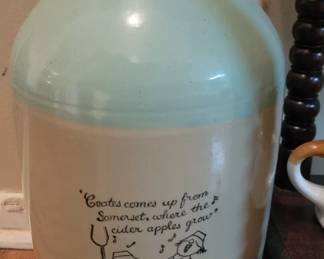 "Coates comes up from
Somerset, where the
cider apples grow"